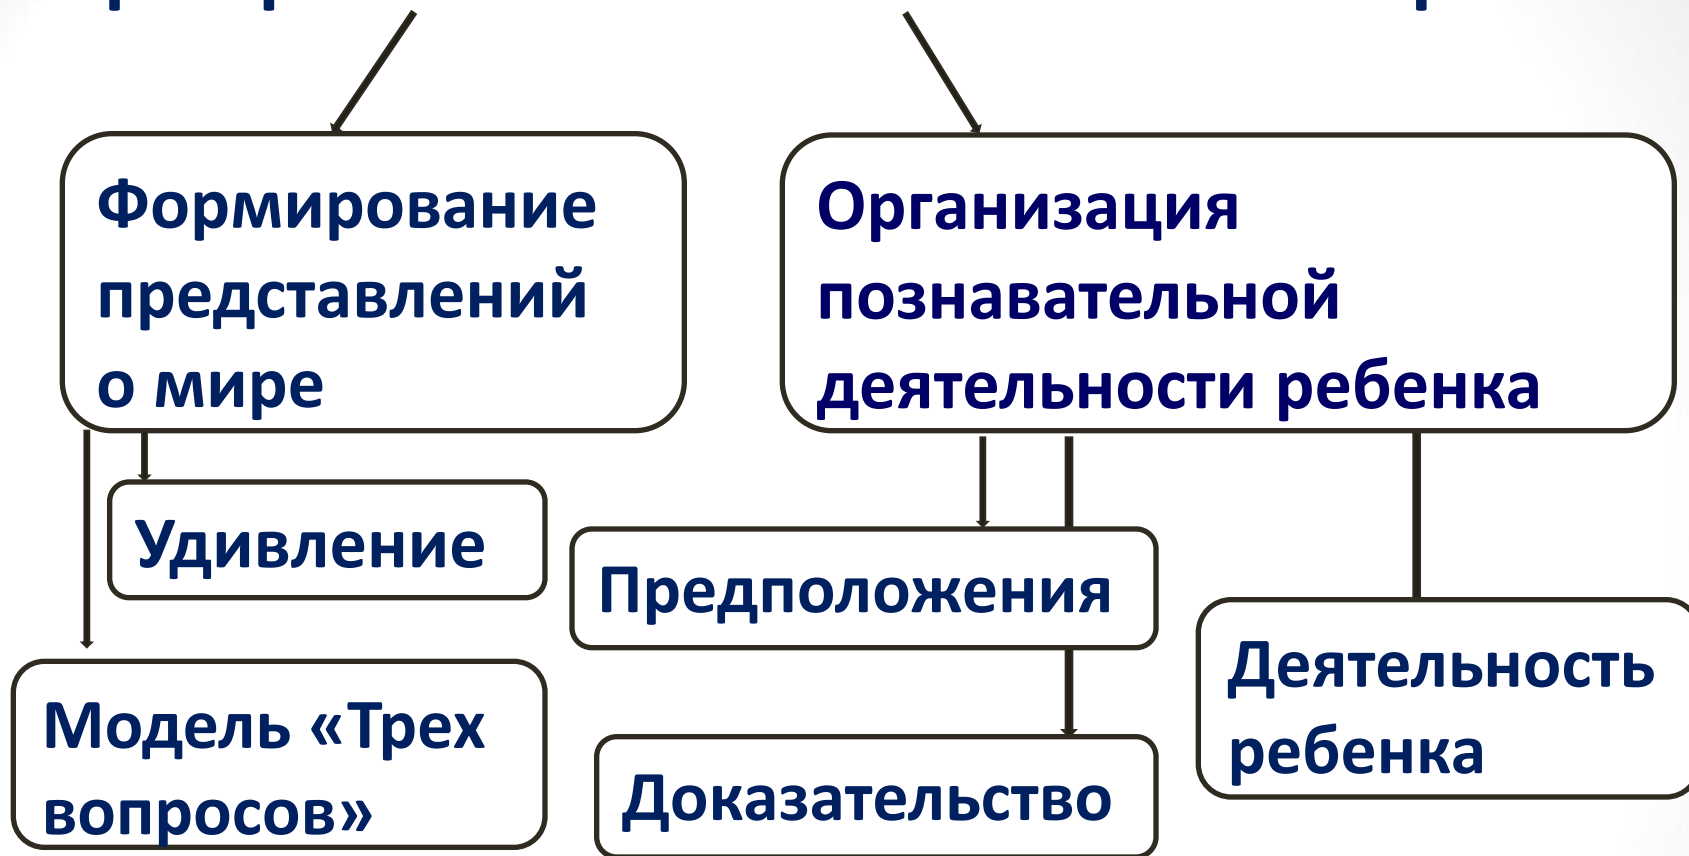 Формирование
представлений
о мире
Организация
познавательной
деятельности ребенка
Удивление
Предположения
Деятельность
ребенка
Модель «Трех
вопросов»
Доказательство